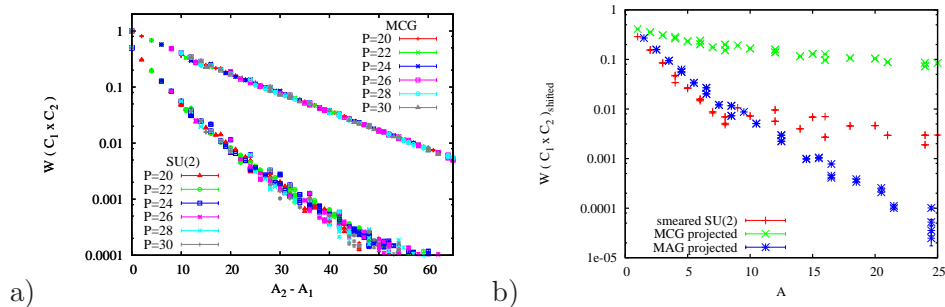 MCG
P=20
P=22
P=24
P=26
P=28
P=30
SU(2)
P=20
P=22
P=24
P=26
P=28
P=30
1
0.1
0.01
0.001
0.0001
0 10 20 30 40 50 60
W ( C1 x C2 )
A2 - A1
a)
1
0.1
0.01
0.001
0.0001
1e-05
0 5 10 15 20 25
W ( C1 x C2 )shifted
A
smeared SU(2)
MCG projected
MAG projected
b)